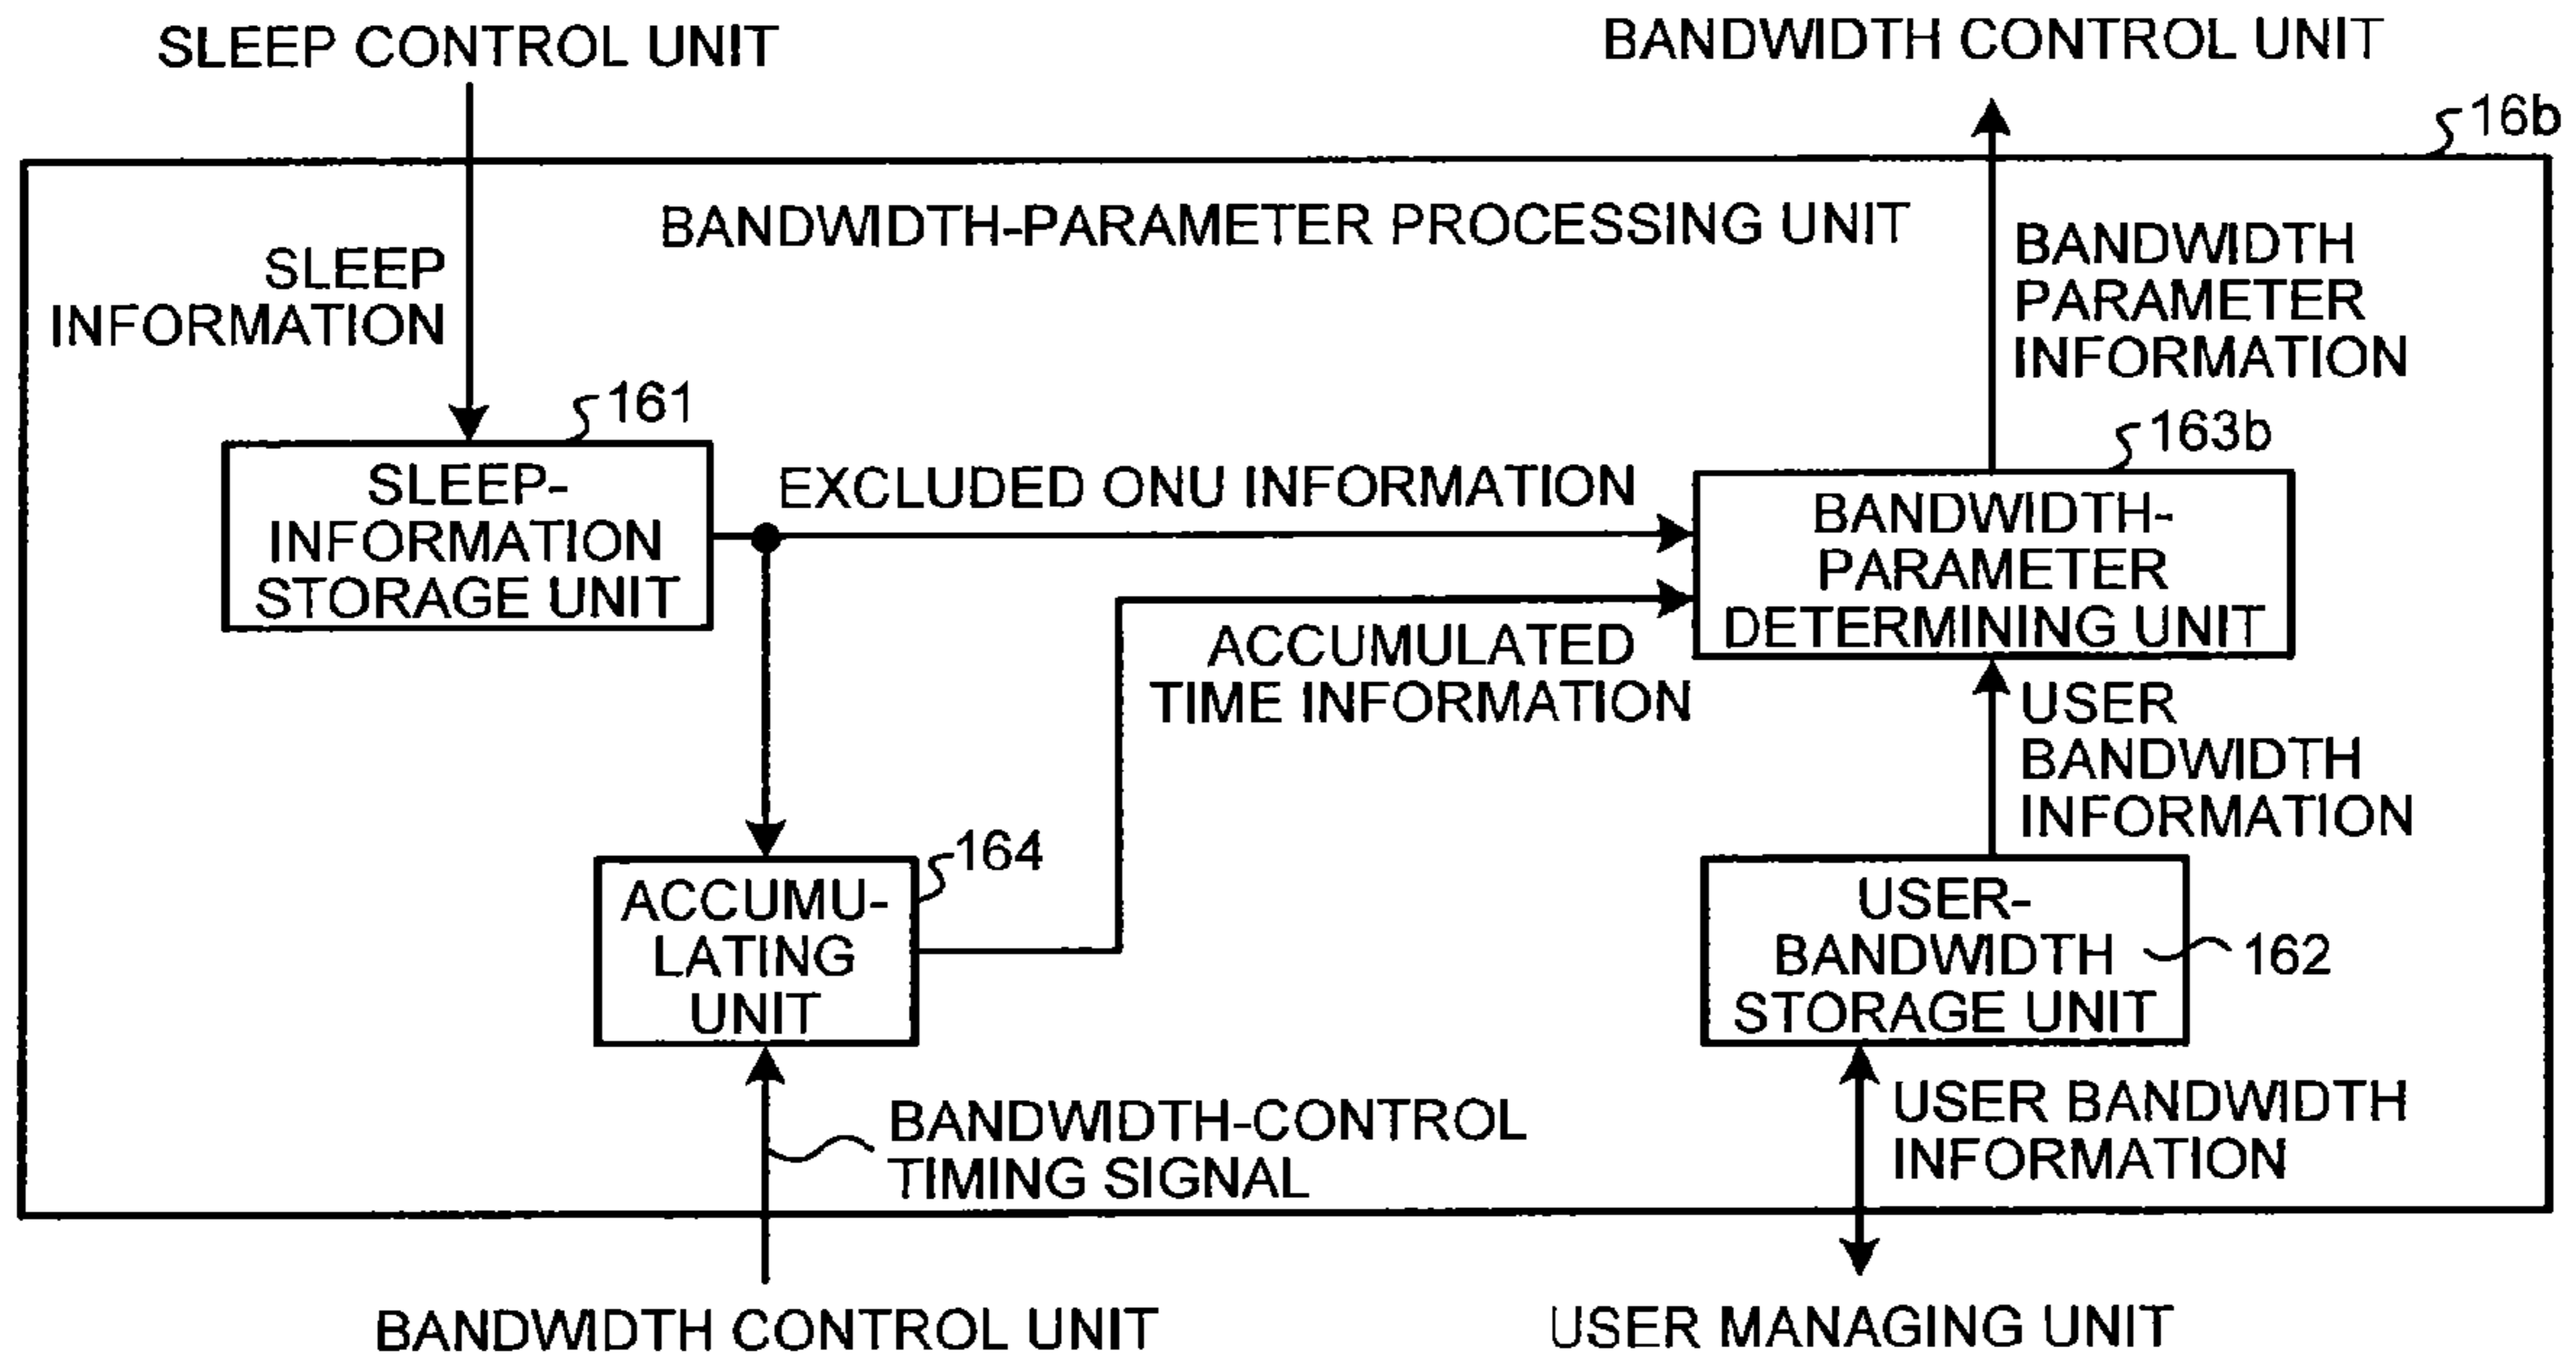 SLEEP CONTROL UNIT
BANDWIDTH CONTROL UNIT
16b
BANDWIDTH-PARAMETER PROCESSING UNIT
SLEEP
INFORMATION
BANDWIDTH
PARAMETER
INFORMATION
161
SLEEP-
INFORMATION
STORAGE UNIT
EXCLUDED ONU INFORMATION
163b
BANDWIDTH-
PARAMETER
DETERMINING UNIT
ACCUMULATED
TIME INFORMATION
USER
BANDWIDTH
INFORMATION
164
ACCUMU-
LATING
UNIT
USER-
BANDWIDTH
STORAGE UNIT
162
BANDWIDTH-CONTROL
TIMING SIGNAL
USER BANDWIDTH
INFORMATION
BANDWIDTH CONTROL UNIT
USER MANAGING UNIT